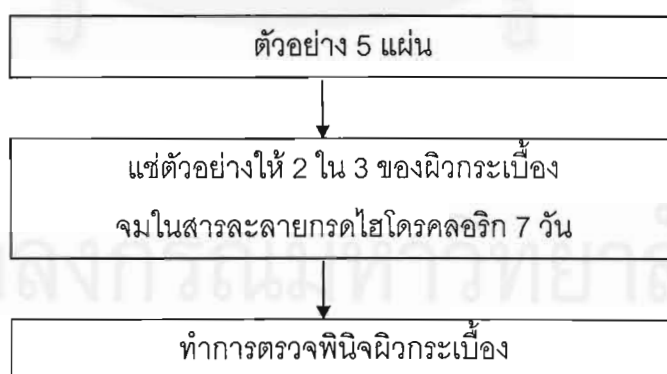 ตัวอย่าง 5 แผ่น
แช่ตัวอย่างให้ 2 ใน 3 ของผิวกระเบื้อง
จมในสารละลายกรดไฮโดรคลอริก 7 วัน
ทำการตรวจพินิจผิวกระเบื้อง